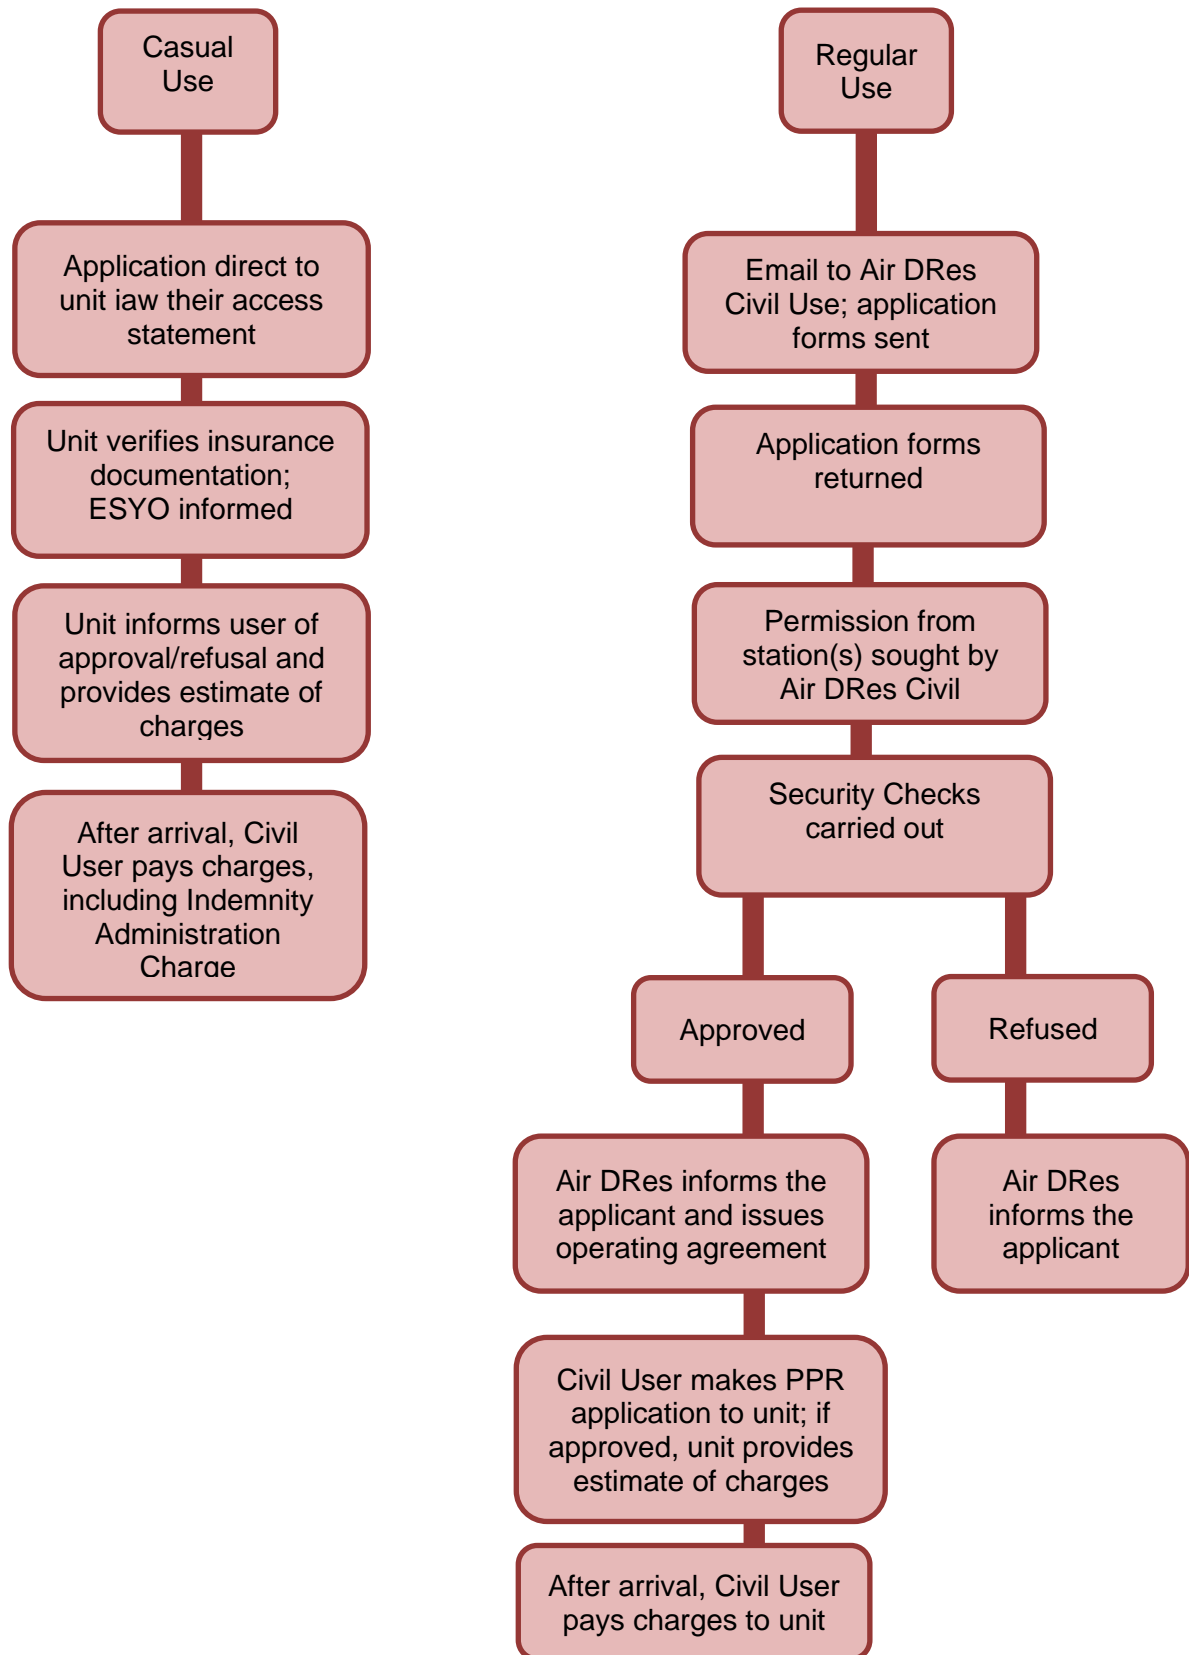 Casual
Use
Application direct to
unit iaw their access
statement
Unit verifies insurance
documentation;
ESYO informed
Unit informs user of
approval/refusal and
provides estimate of
charges
After arrival, Civil
User pays charges,
including Indemnity
Administration
Charge
Regular
Use
Email to Air DRes
Civil Use; application
forms sent
Application forms
returned
Permission from
station(s) sought by
Air DRes Civil
Security Checks
carried out
Approved
Refused
Air DRes informs the
applicant and issues
operating agreement
Air DRes
informs the
applicant
Civil User makes PPR
application to unit; if
approved, unit provides
estimate of charges
After arrival, Civil User
pays charges to unit